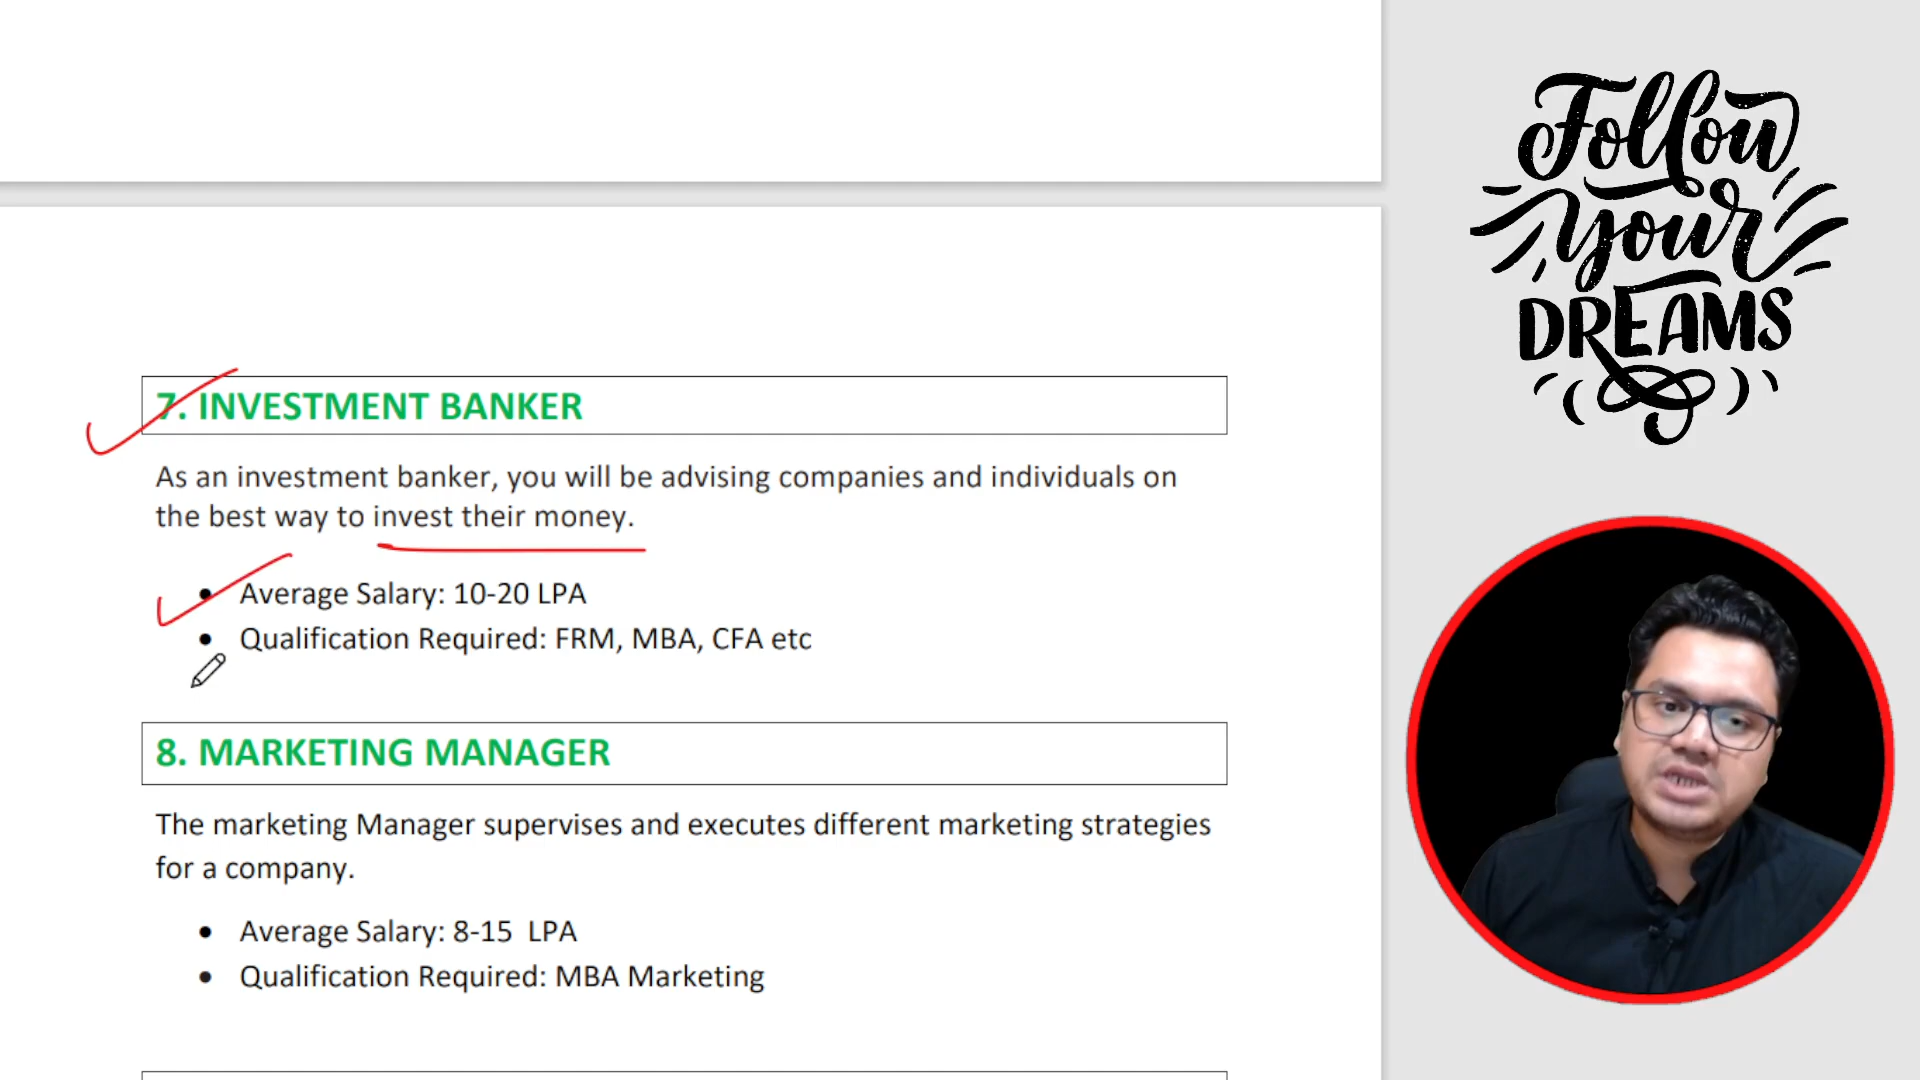 Follow
your
DREAMS
7. INVESTMENT BANKER
As an investment banker, you will be advising companies and individuals on
the best way to invest their money.
• Average Salary: 10-20 LPA
• Qualification Required: FRM, MBA, CFA etc
8. MARKETING MANAGER
The marketing Manager supervises and executes different marketing strategies
for a company.
• Average Salary: 8-15  LPA
• Qualification Required: MBA Marketing